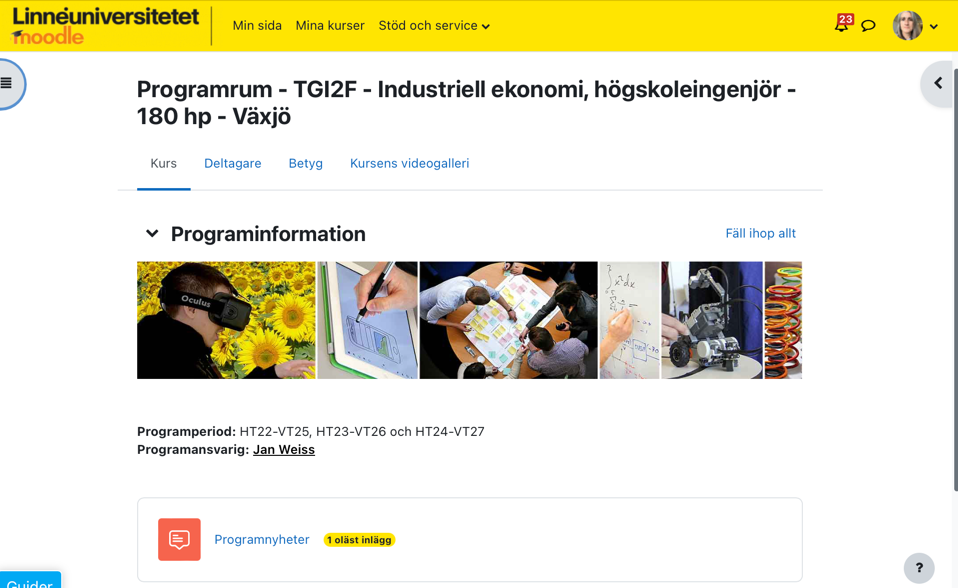 Linnéuniversitetet
moodle
Min sida Mina kurser Stöd och service
23
Programrum - TGI2F - Industriell ekonomi, högskoleingenjör -
180 hp - Växjö
Kurs Deltagare Betyg Kursens videogalleri
Programinformation
Fäll ihop allt
Oculus
Programperiod: HT22-VT25, HT23-VT26 och HT24-VT27
Programansvarig: Jan Weiss
Programnyheter 1 oläst inlägg
?
Guider